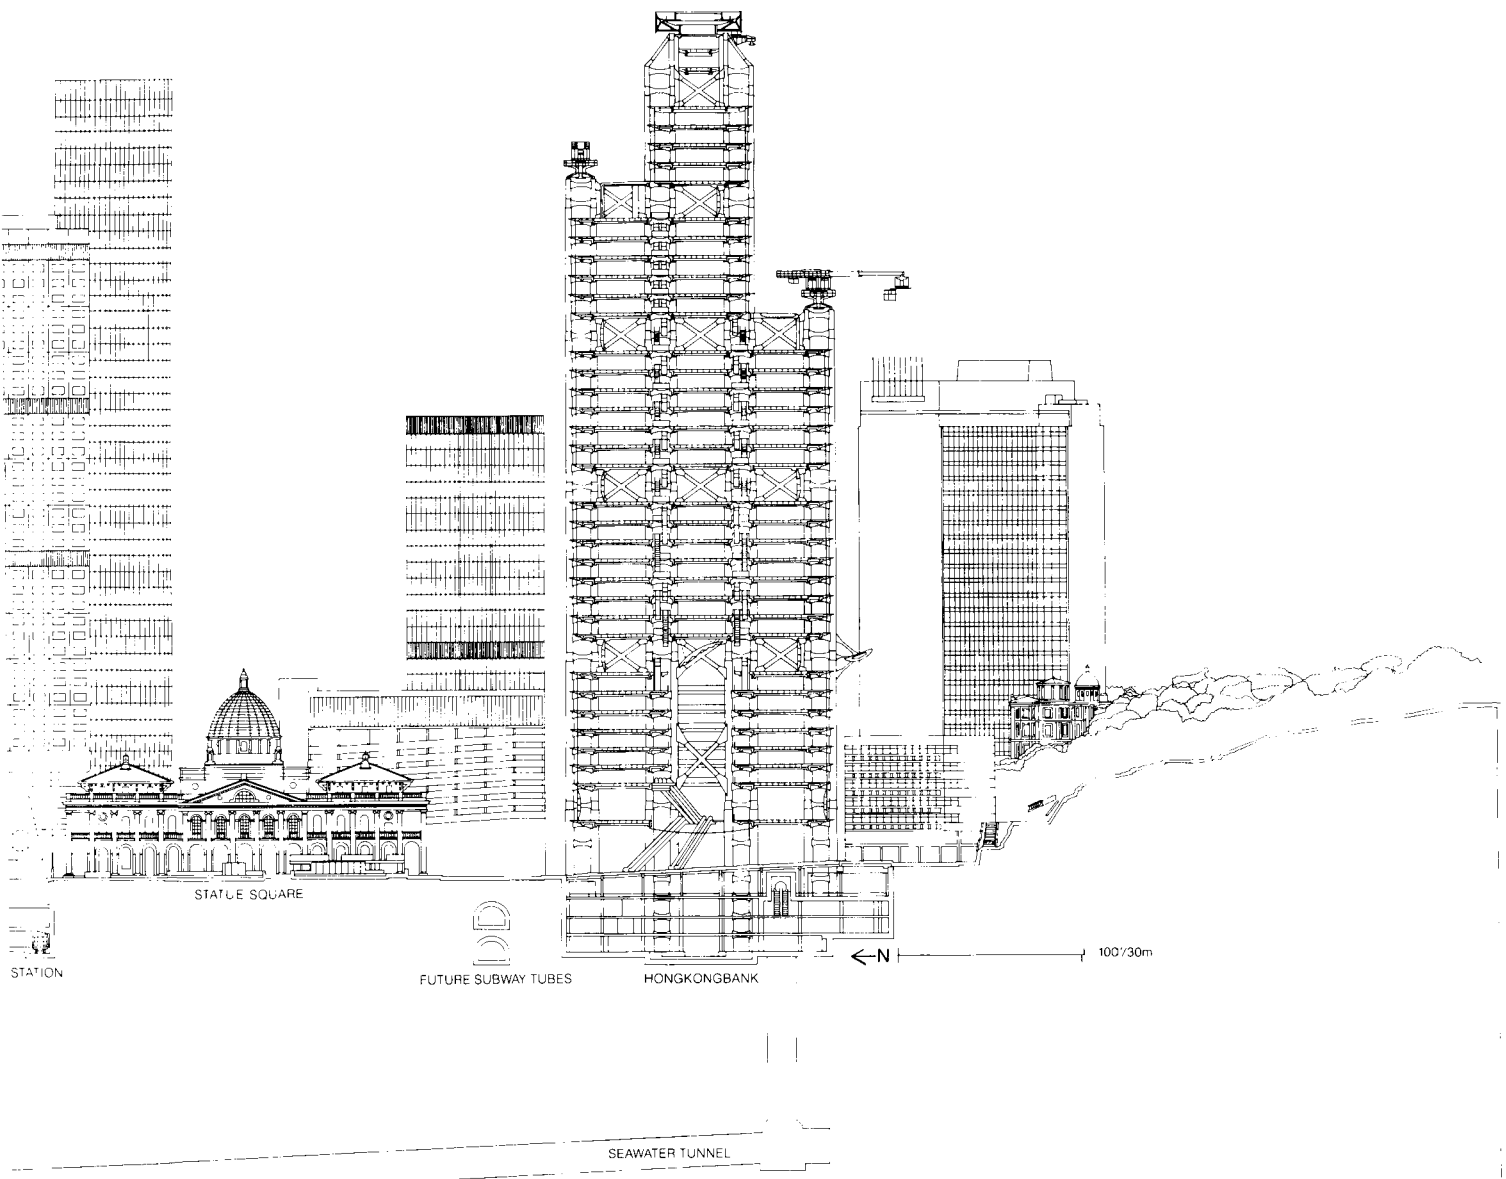 STATUE SQUARE
STATION
FUTURE SUBWAY TUBES
HONGKONGBANK
←N
100'/30m
SEAWATER TUNNEL